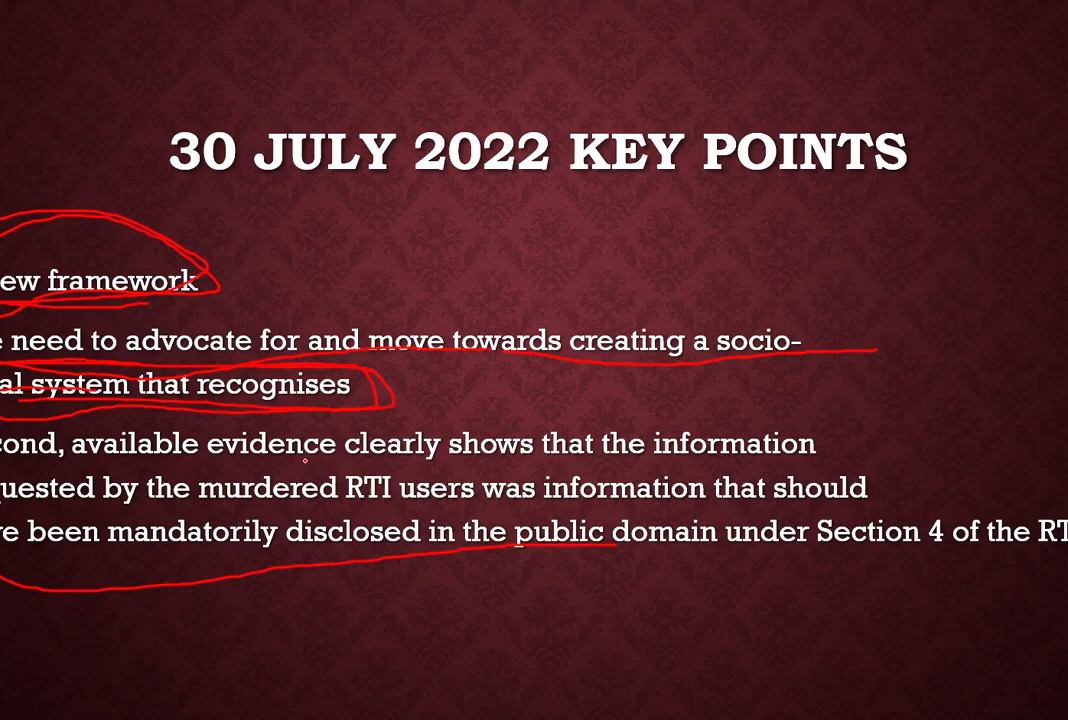 30 JULY 2022 KEY POINTS
ew framework
e need to advocate for and move towards creating a socio-
al system that recognises
cond, available evidence clearly shows that the information
uested by the murdered RTI users was information that should
ve been mandatorily disclosed in the public domain under Section 4 of the RT